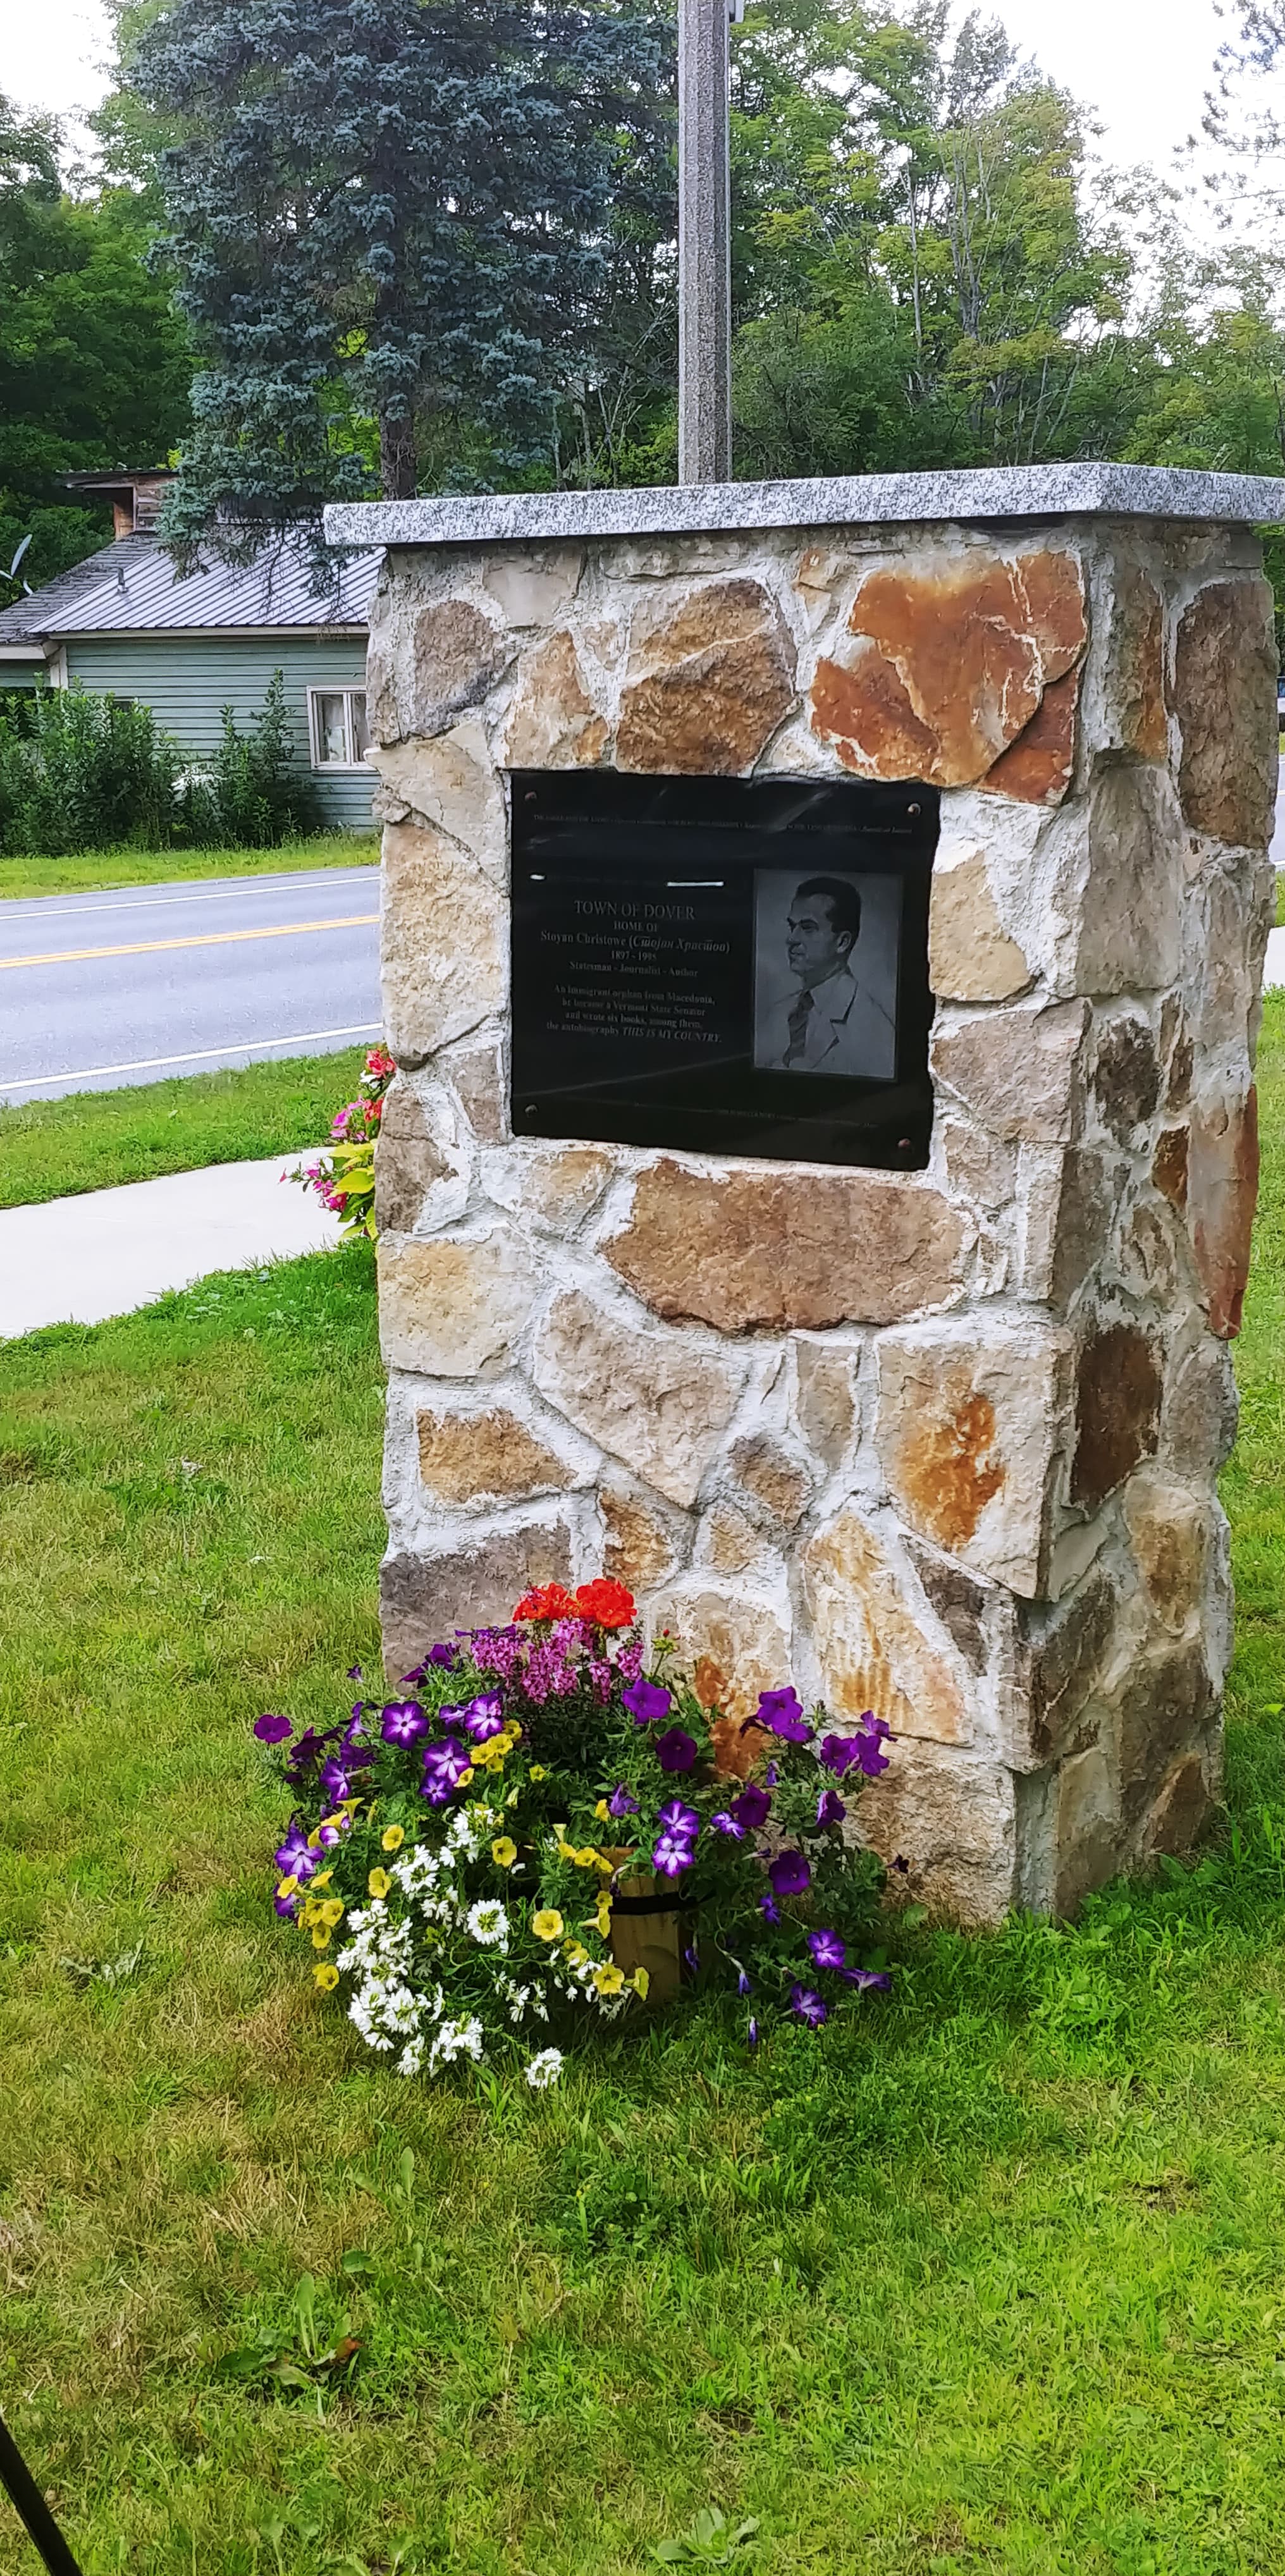 TOWN OF DOVER
HOME OF
Stoyan Christowe (Стојан Христов)
1897 - 1995
Statesman - Journalist - Author
An immigrant orphan from Macedonia,
he became a Vermont State Senator
and wrote six books, among them,
the autobiography THIS IS MY COUNTRY.